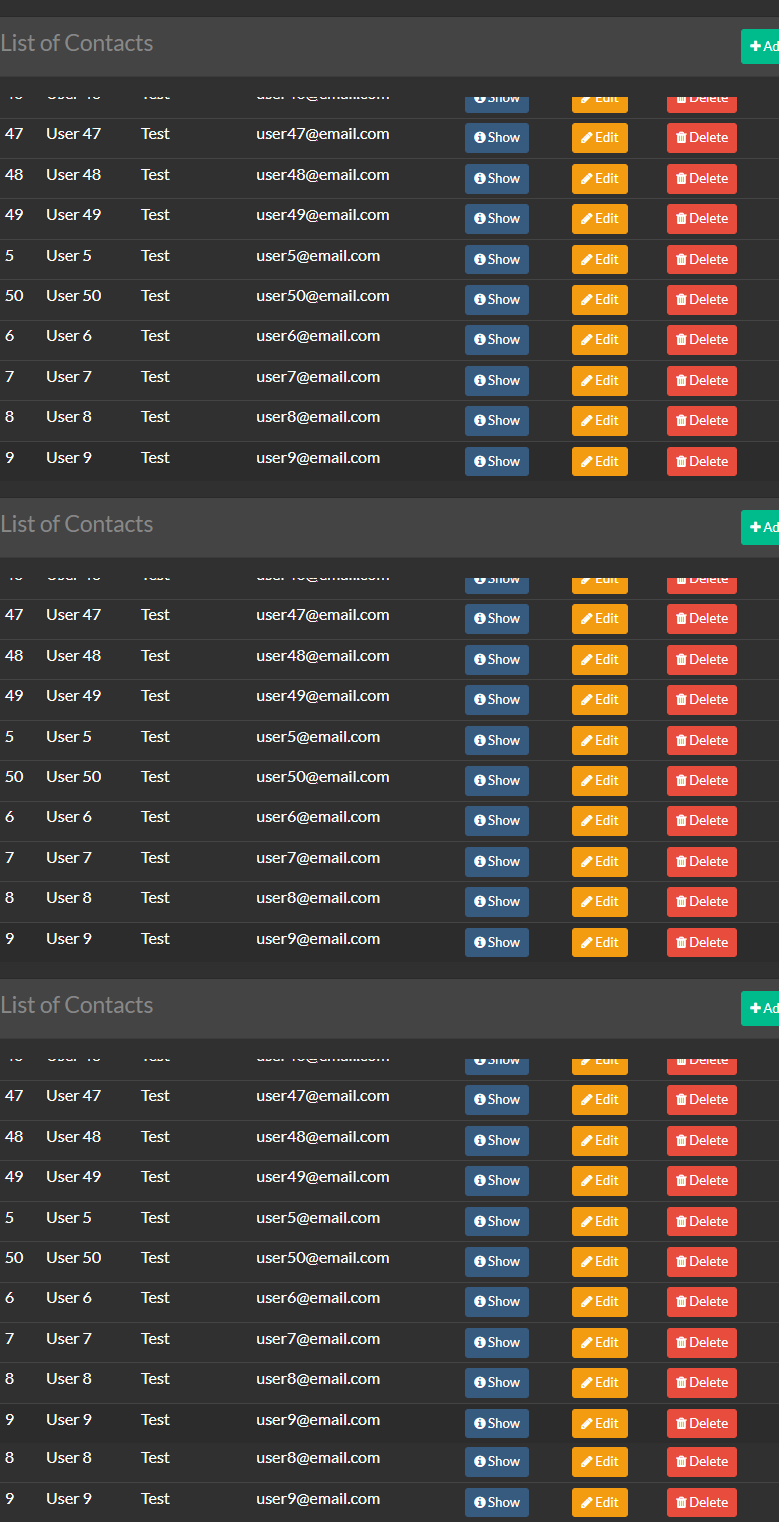 List of Contacts Ad
Show Edit Delete
47 User 47 Test user47@email.com Show Edit Delete
48 User 48 Test user48@email.com Show Edit Delete
49 User 49 Test user49@email.com Show Edit Delete
5 User 5 Test user5@email.com Show Edit Delete
50 User 50 Test user50@email.com Show Edit Delete
6 User 6 Test user6@email.com Show Edit Delete
7 User 7 Test user7@email.com Show Edit Delete
8 User 8 Test user8@email.com Show Edit Delete
9 User 9 Test user9@email.com Show Edit Delete
List of Contacts Ad
Show Edit Delete
47 User 47 Test user47@email.com Show Edit Delete
48 User 48 Test user48@email.com Show Edit Delete
49 User 49 Test user49@email.com Show Edit Delete
5 User 5 Test user5@email.com Show Edit Delete
50 User 50 Test user50@email.com Show Edit Delete
6 User 6 Test user6@email.com Show Edit Delete
7 User 7 Test user7@email.com Show Edit Delete
8 User 8 Test user8@email.com Show Edit Delete
9 User 9 Test user9@email.com Show Edit Delete
List of Contacts Ad
Show Edit Delete
47 User 47 Test user47@email.com Show Edit Delete
48 User 48 Test user48@email.com Show Edit Delete
49 User 49 Test user49@email.com Show Edit Delete
5 User 5 Test user5@email.com Show Edit Delete
50 User 50 Test user50@email.com Show Edit Delete
6 User 6 Test user6@email.com Show Edit Delete
7 User 7 Test user7@email.com Show Edit Delete
8 User 8 Test user8@email.com Show Edit Delete
9 User 9 Test user9@email.com Show Edit Delete
8 User 8 Test user8@email.com Show Edit Delete
9 User 9 Test user9@email.com Show Edit Delete